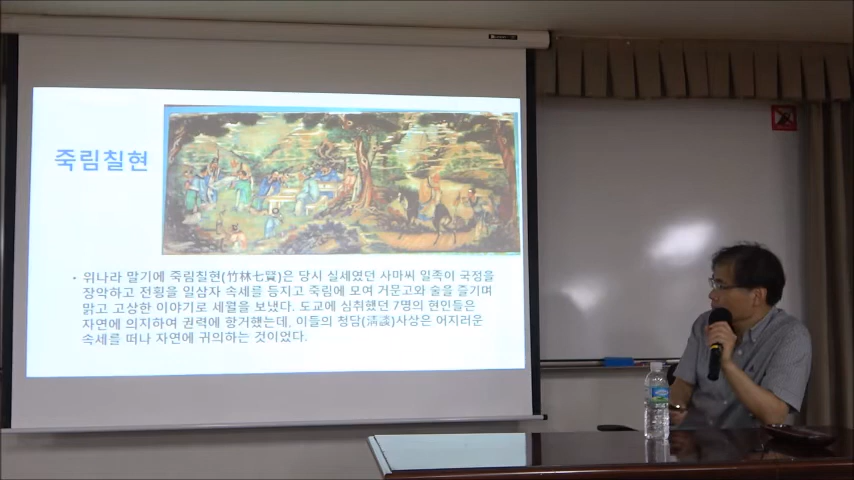 죽림칠현
• 위나라 말기에 죽림칠현(竹林七賢)은 당시 실세였던 사마씨 일족이 국정을
장악하고 전횡을 일삼자 속세를 등지고 죽림에 모여 거문고와 술을 즐기며
맑고 고상한 이야기로 세월을 보냈다. 도교에 심취했던 7명의 현인들은
자연에 의지하여 권력에 항거했는데, 이들의 청담(淸談)사상은 어지러운
속세를 떠나 자연에 귀의하는 것이었다.